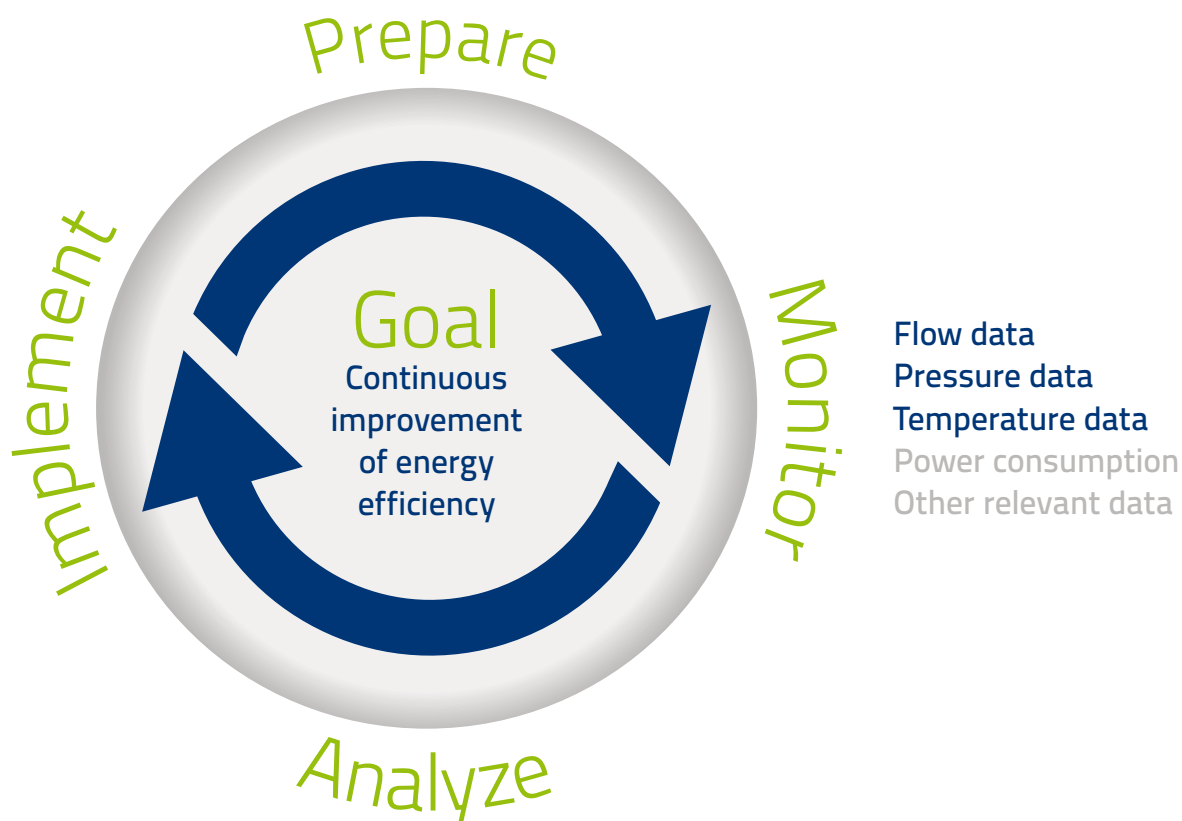 Prepare
Implement
Goal
Continuous
improvement
of energy
efficiency
Monitor
Flow data
Pressure data
Temperature data
Power consumption
Other relevant data
Analyze